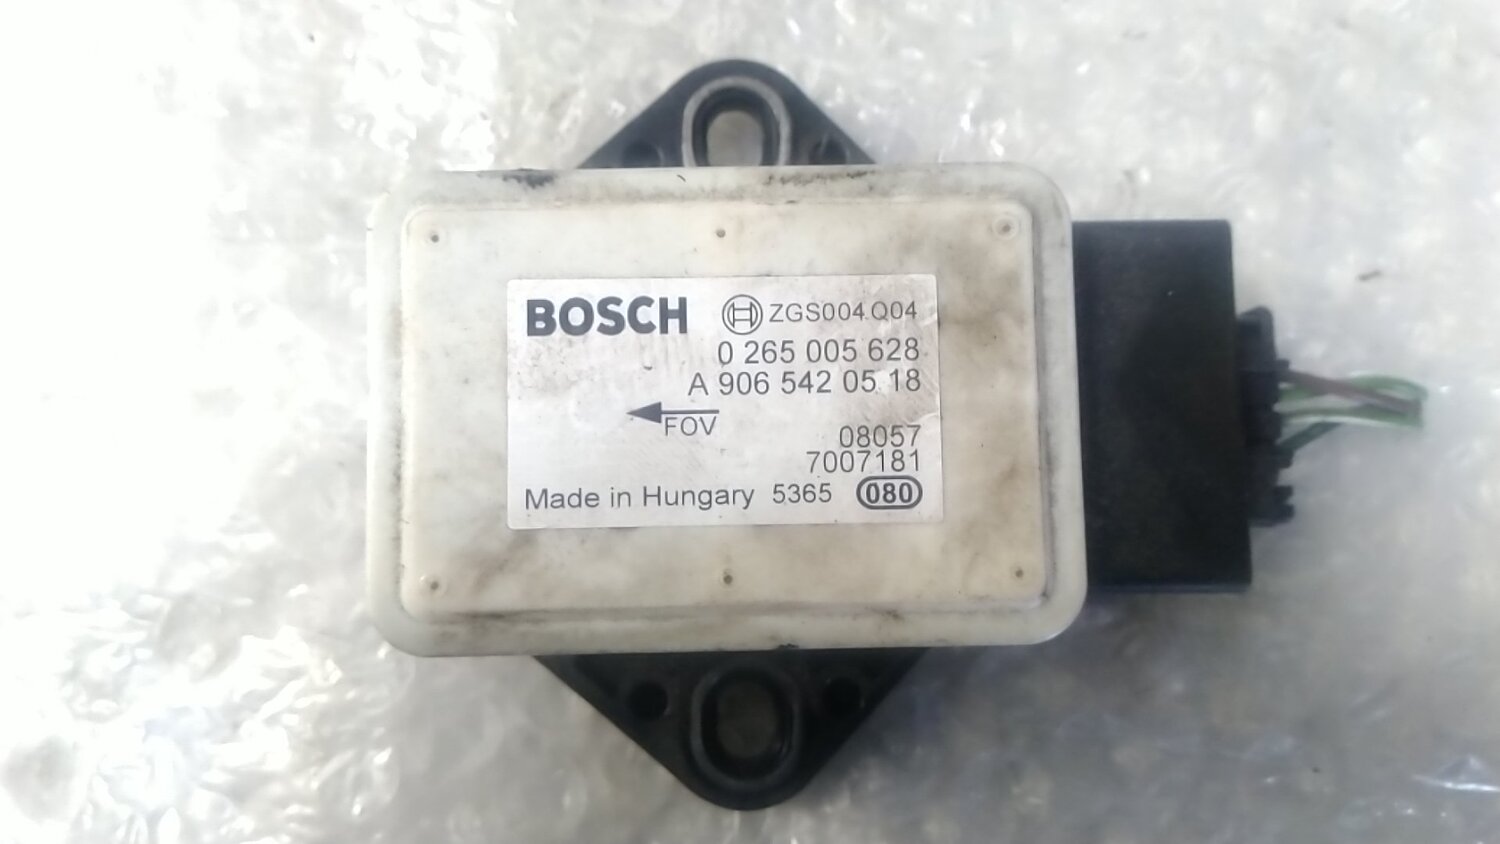 BOSCH ZGS004.Q04
0 265 005 628
A 906 542 05 18
FOV
08057
7007181
Made in Hungary 5365 080